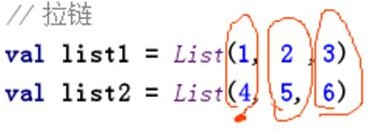 // 拉链
val list1 = List(1, 2 ,3)
val list2 = List(4, 5, 6)